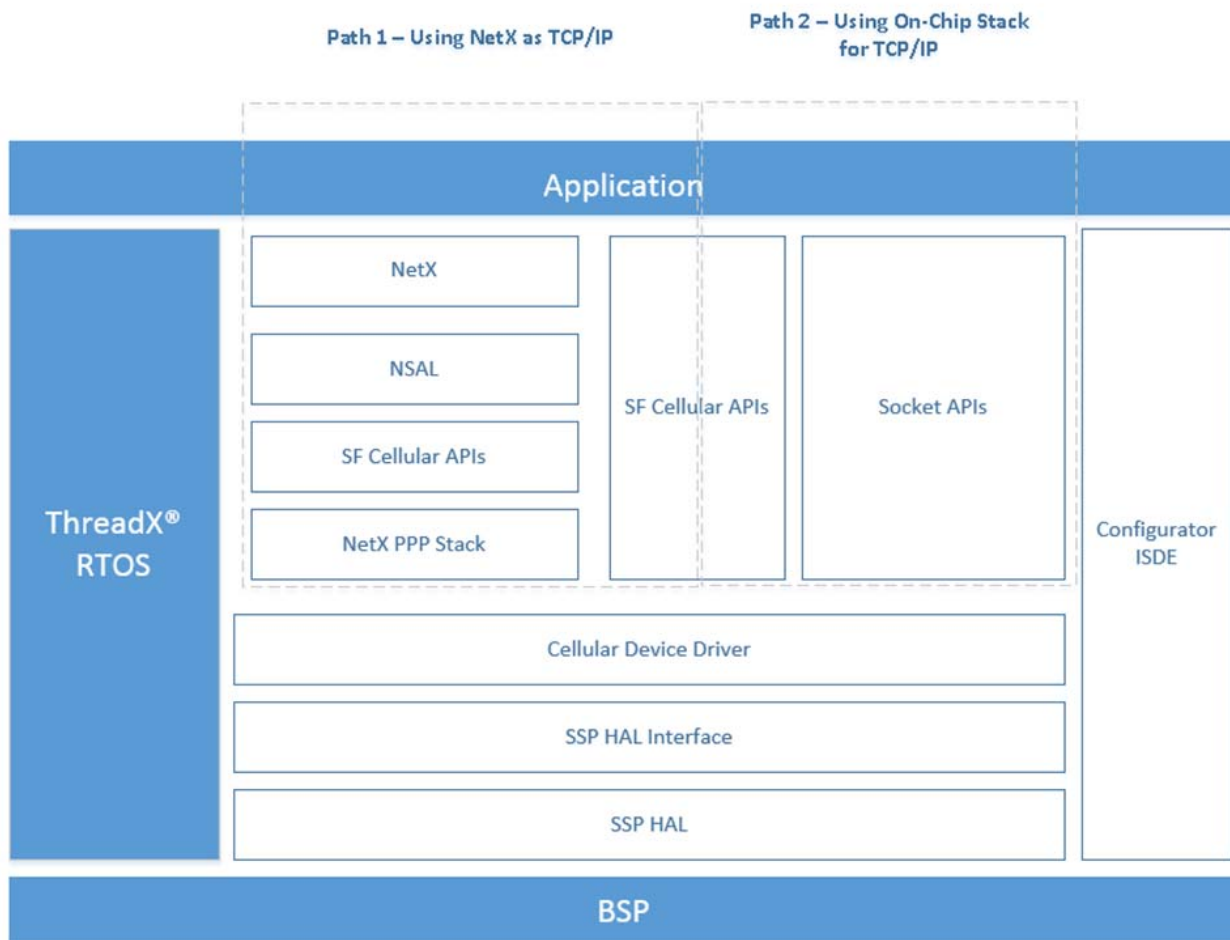 Path 1 – Using NetX as TCP/IP
Path 2 – Using On-Chip Stack
for TCP/IP
Application
ThreadX®
RTOS
NetX
NSAL
SF Cellular APIs
NetX PPP Stack
SF Cellular APIs
Socket APIs
Configurator
ISDE
Cellular Device Driver
SSP HAL Interface
SSP HAL
BSP